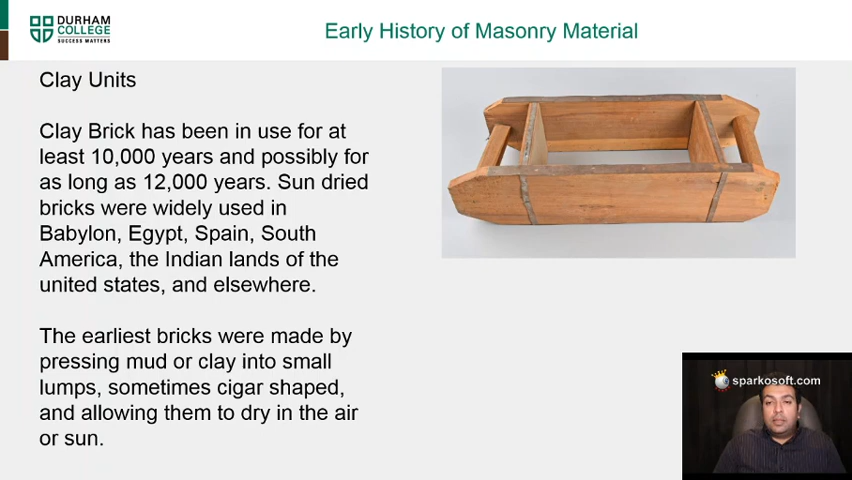 DURHAM
COLLEGE
SUCCESS MATTERS
Early History of Masonry Material
Clay Units
Clay Brick has been in use for at
least 10,000 years and possibly for
as long as 12,000 years. Sun dried
bricks were widely used in
Babylon, Egypt, Spain, South
America, the Indian lands of the
united states, and elsewhere.
The earliest bricks were made by
pressing mud or clay into small
lumps, sometimes cigar shaped,
and allowing them to dry in the air
or sun.
sparkosoft.com